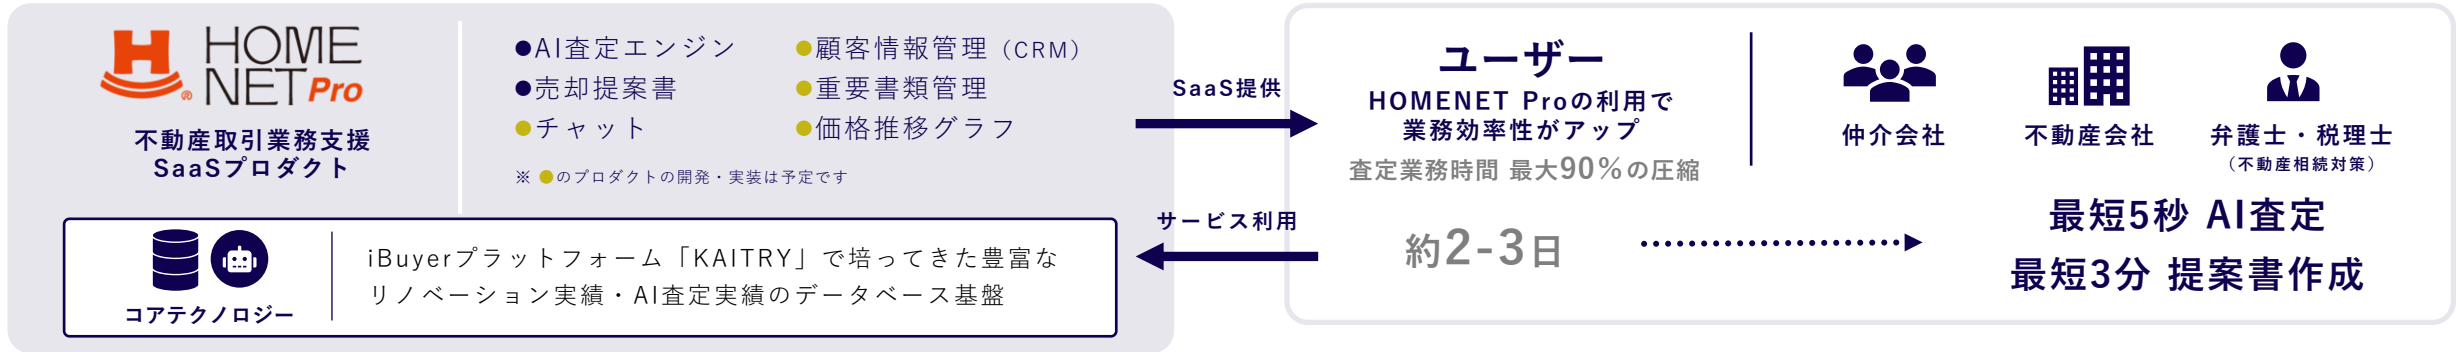 HOME
NET Pro
®
不動産取引業務支援
SaaSプロダクト
●AI査定エンジン
●売却提案書
●チャット
●顧客情報管理（CRM）
●重要書類管理
●価格推移グラフ
※ ●のプロダクトの開発・実装は予定です
コアテクノロジー
iBuyerプラットフォーム「KAITRY」で培ってきた豊富な
リノベーション実績・AI査定実績のデータベース基盤
SaaS提供
サービス利用
ユーザー
HOMENET Proの利用で
業務効率性がアップ
査定業務時間 最大90%の圧縮
仲介会社
不動産会社
弁護士・税理士
（不動産相続対策）
約2-3日
最短5秒 AI査定
最短3分 提案書作成